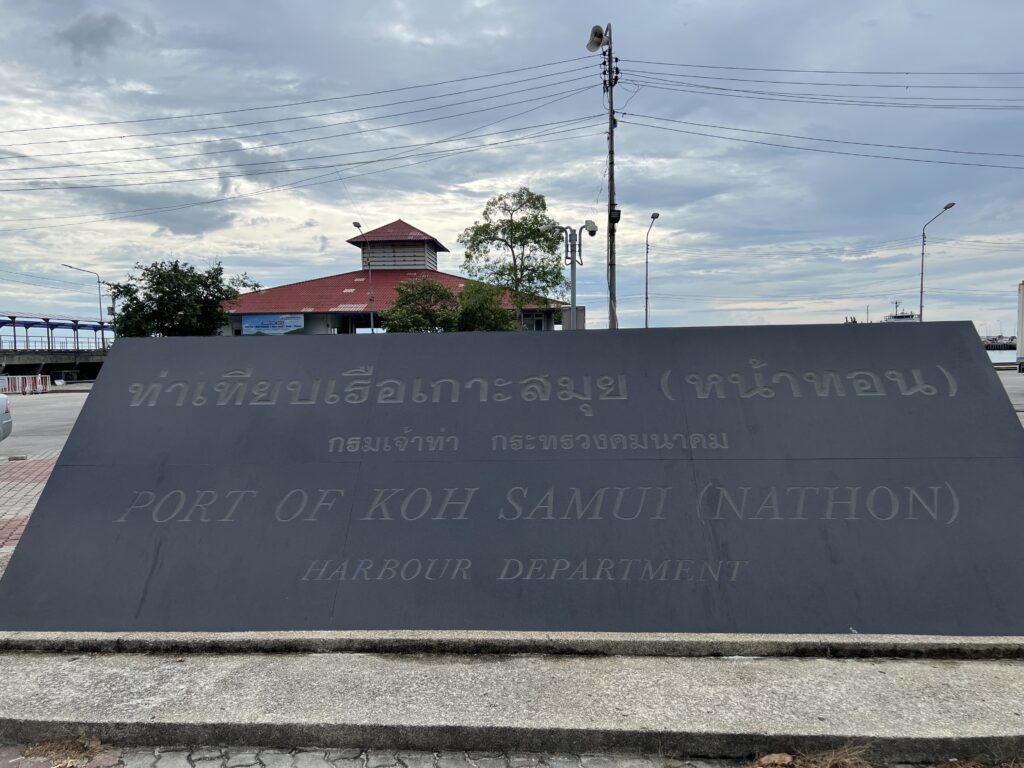 ท่าเทียบเรือเกาะสมุย (หน้าทอน)
กรมเจ้าท่า กระทรวงคมนาคม
PORT OF KOH SAMUI (NATHON)
HARBOUR DEPARTMENT